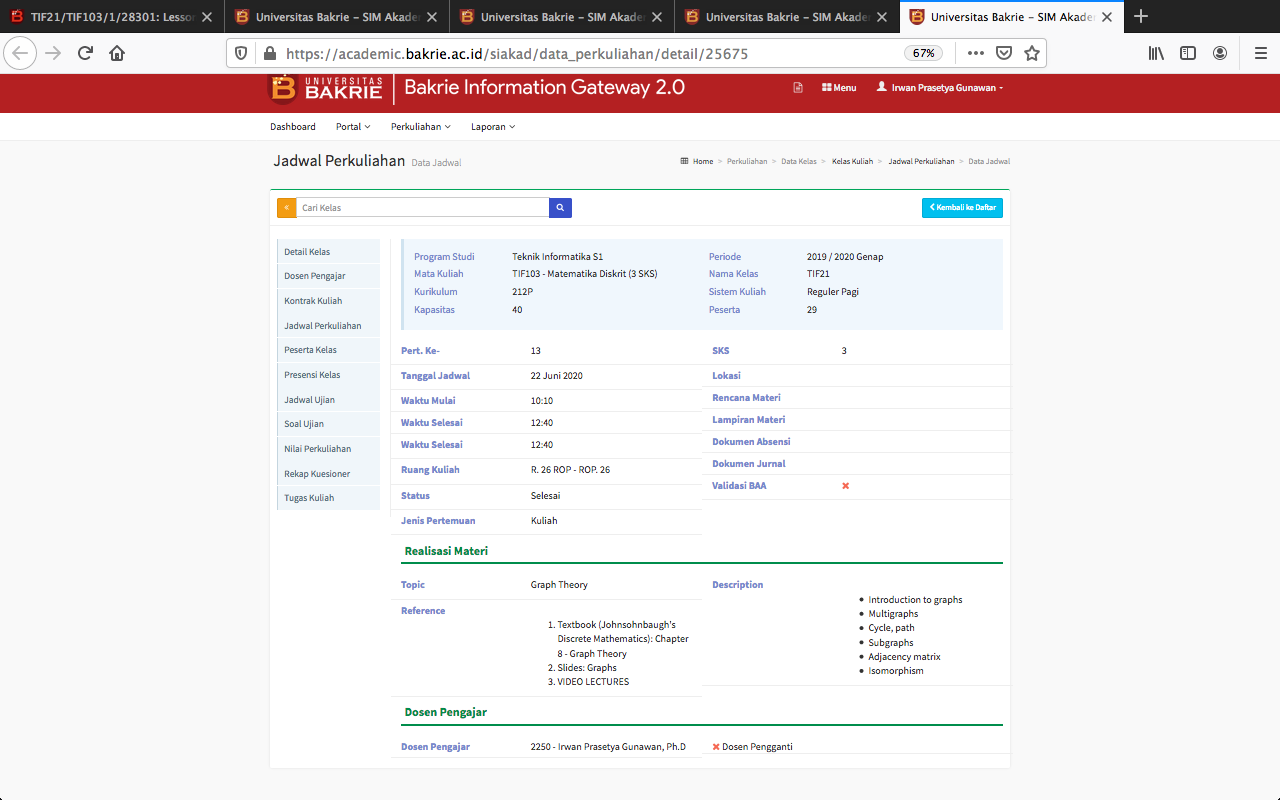 TIF21/TIF103/1/28301: Lesson
Universitas Bakrie – SIM Akade
Universitas Bakrie – SIM Akade
Universitas Bakrie – SIM Akade
Universitas Bakrie – SIM Akade
https://academic.bakrie.ac.id/siakad/data_perkuliahan/detail/25675
67%
UNIVERSITAS
BAKRIE
Bakrie Information Gateway 2.0
Menu
Irwan Prasetya Gunawan
Dashboard Portal Perkuliahan Laporan
Jadwal Perkuliahan Data Jadwal
Home > Perkuliahan > Data Kelas > Kelas Kuliah > Jadwal Perkuliahan > Data Jadwal
« Cari Kelas
Kembali ke Daftar
Detail Kelas
Dosen Pengajar
Kontrak Kuliah
Jadwal Perkuliahan
Peserta Kelas
Presensi Kelas
Jadwal Ujian
Soal Ujian
Nilai Perkuliahan
Rekap Kuesioner
Tugas Kuliah
Program Studi Teknik Informatika S1 Periode 2019 / 2020 Genap
Mata Kuliah TIF103 - Matematika Diskrit (3 SKS) Nama Kelas TIF21
Kurikulum 212P Sistem Kuliah Reguler Pagi
Kapasitas 40 Peserta 29
Pert. Ke- 13
Tanggal Jadwal 22 Juni 2020
Waktu Mulai 10:10
Waktu Selesai 12:40
Waktu Selesai 12:40
Ruang Kuliah R. 26 ROP - ROP. 26
Status Selesai
Jenis Pertemuan Kuliah
SKS 3
Lokasi
Rencana Materi
Lampiran Materi
Dokumen Absensi
Dokumen Jurnal
Validasi BAA
Realisasi Materi
Topic Graph Theory
Reference
1. Textbook (Johnsohnbaugh's
Discrete Mathematics): Chapter
8 - Graph Theory
2. Slides: Graphs
3. VIDEO LECTURES
Description
• Introduction to graphs
• Multigraphs
• Cycle, path
• Subgraphs
• Adjacency matrix
• Isomorphism
Dosen Pengajar
Dosen Pengajar 2250 - Irwan Prasetya Gunawan, Ph.D
Dosen Pengganti